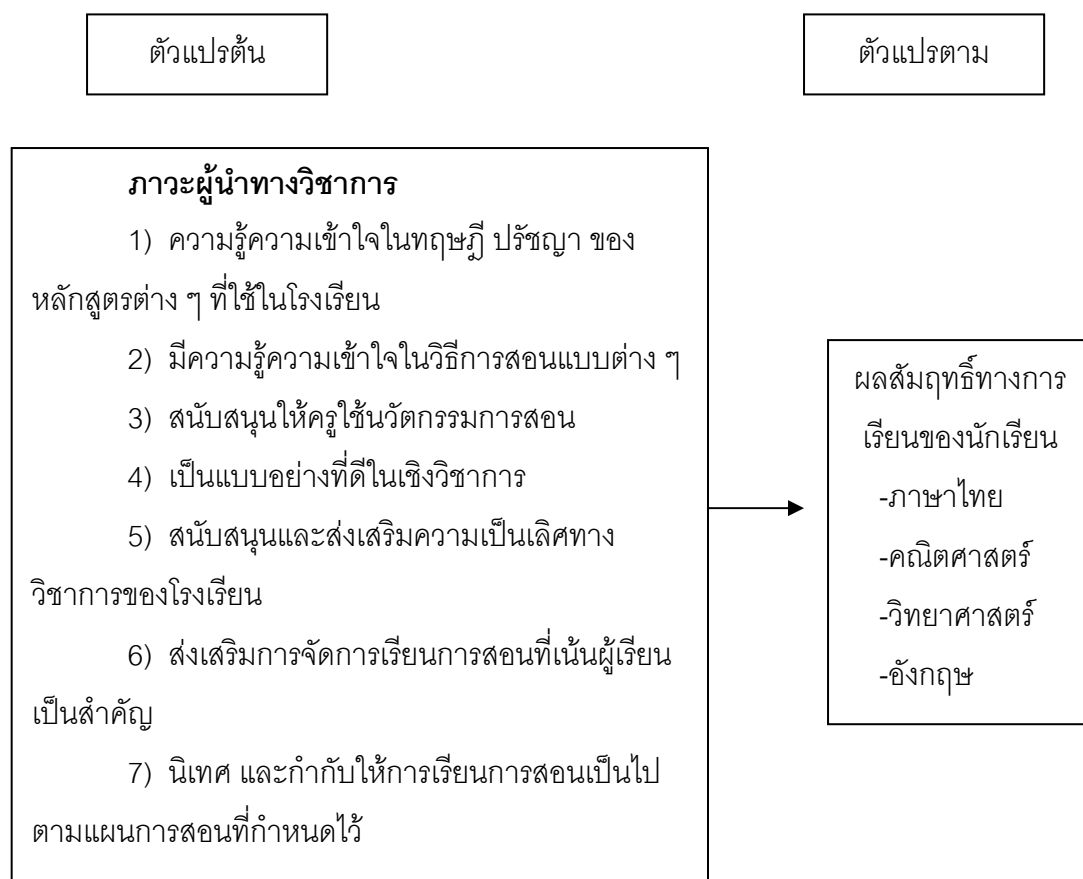 ตัวแปรต้น
ตัวแปรตาม
ภาวะผู้นำทางวิชาการ
1) ความรู้ความเข้าใจในทฤษฎี ปรัชญา ของ
หลักสูตรต่าง ๆ ที่ใช้ในโรงเรียน
2) มีความรู้ความเข้าใจในวิธีการสอนแบบต่าง ๆ
3) สนับสนุนให้ครูใช้นวัตกรรมการสอน
4) เป็นแบบอย่างที่ดีในเชิงวิชาการ
5) สนับสนุนและส่งเสริมความเป็นเลิศทาง
วิชาการของโรงเรียน
6) ส่งเสริมการจัดการเรียนการสอนที่เน้นผู้เรียน
เป็นสำคัญ
7) นิเทศ และกำกับให้การเรียนการสอนเป็นไป
ตามแผนการสอนที่กำหนดไว้
ผลสัมฤทธิ์ทางการ
เรียนของนักเรียน
-ภาษาไทย
-คณิตศาสตร์
-วิทยาศาสตร์
-อังกฤษ